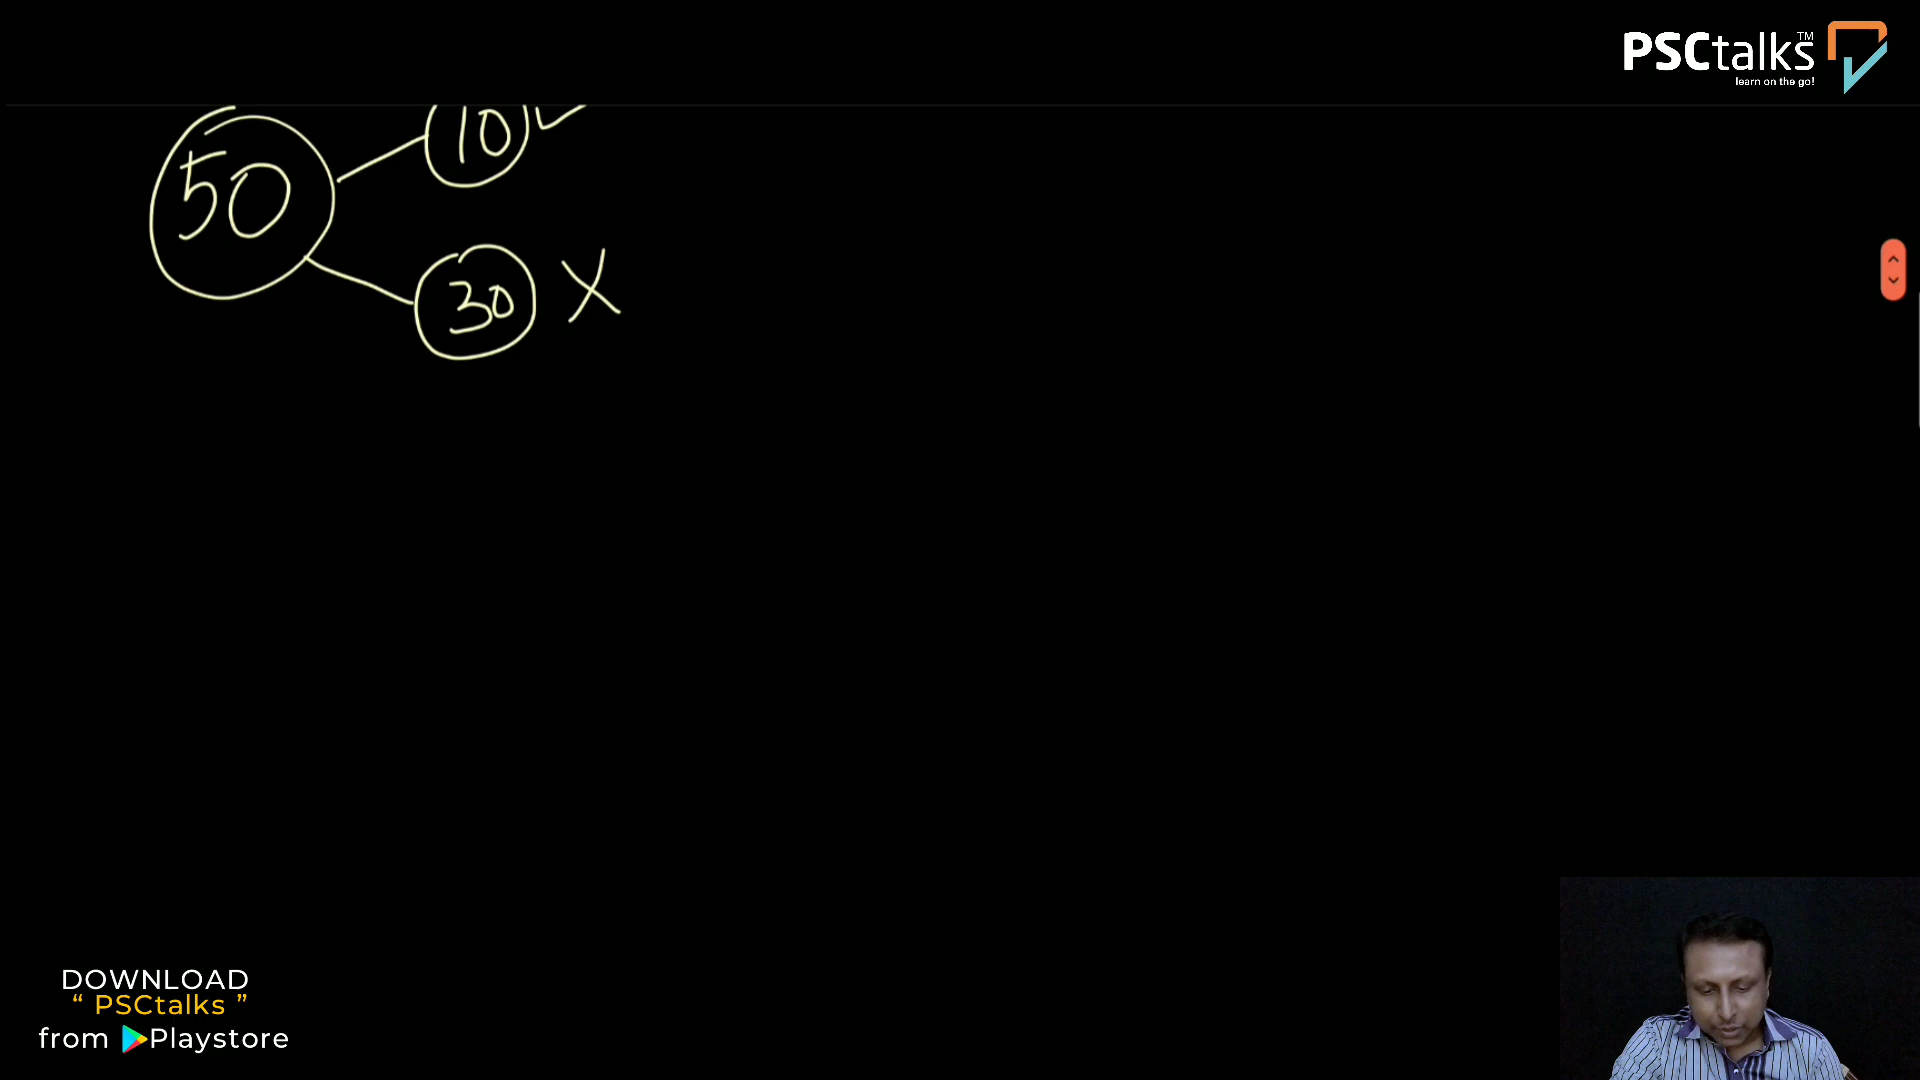 PSCtalks™
learn on the go!
10 ✓
50
30 X
DOWNLOAD
“ PSCtalks ”
from Playstore